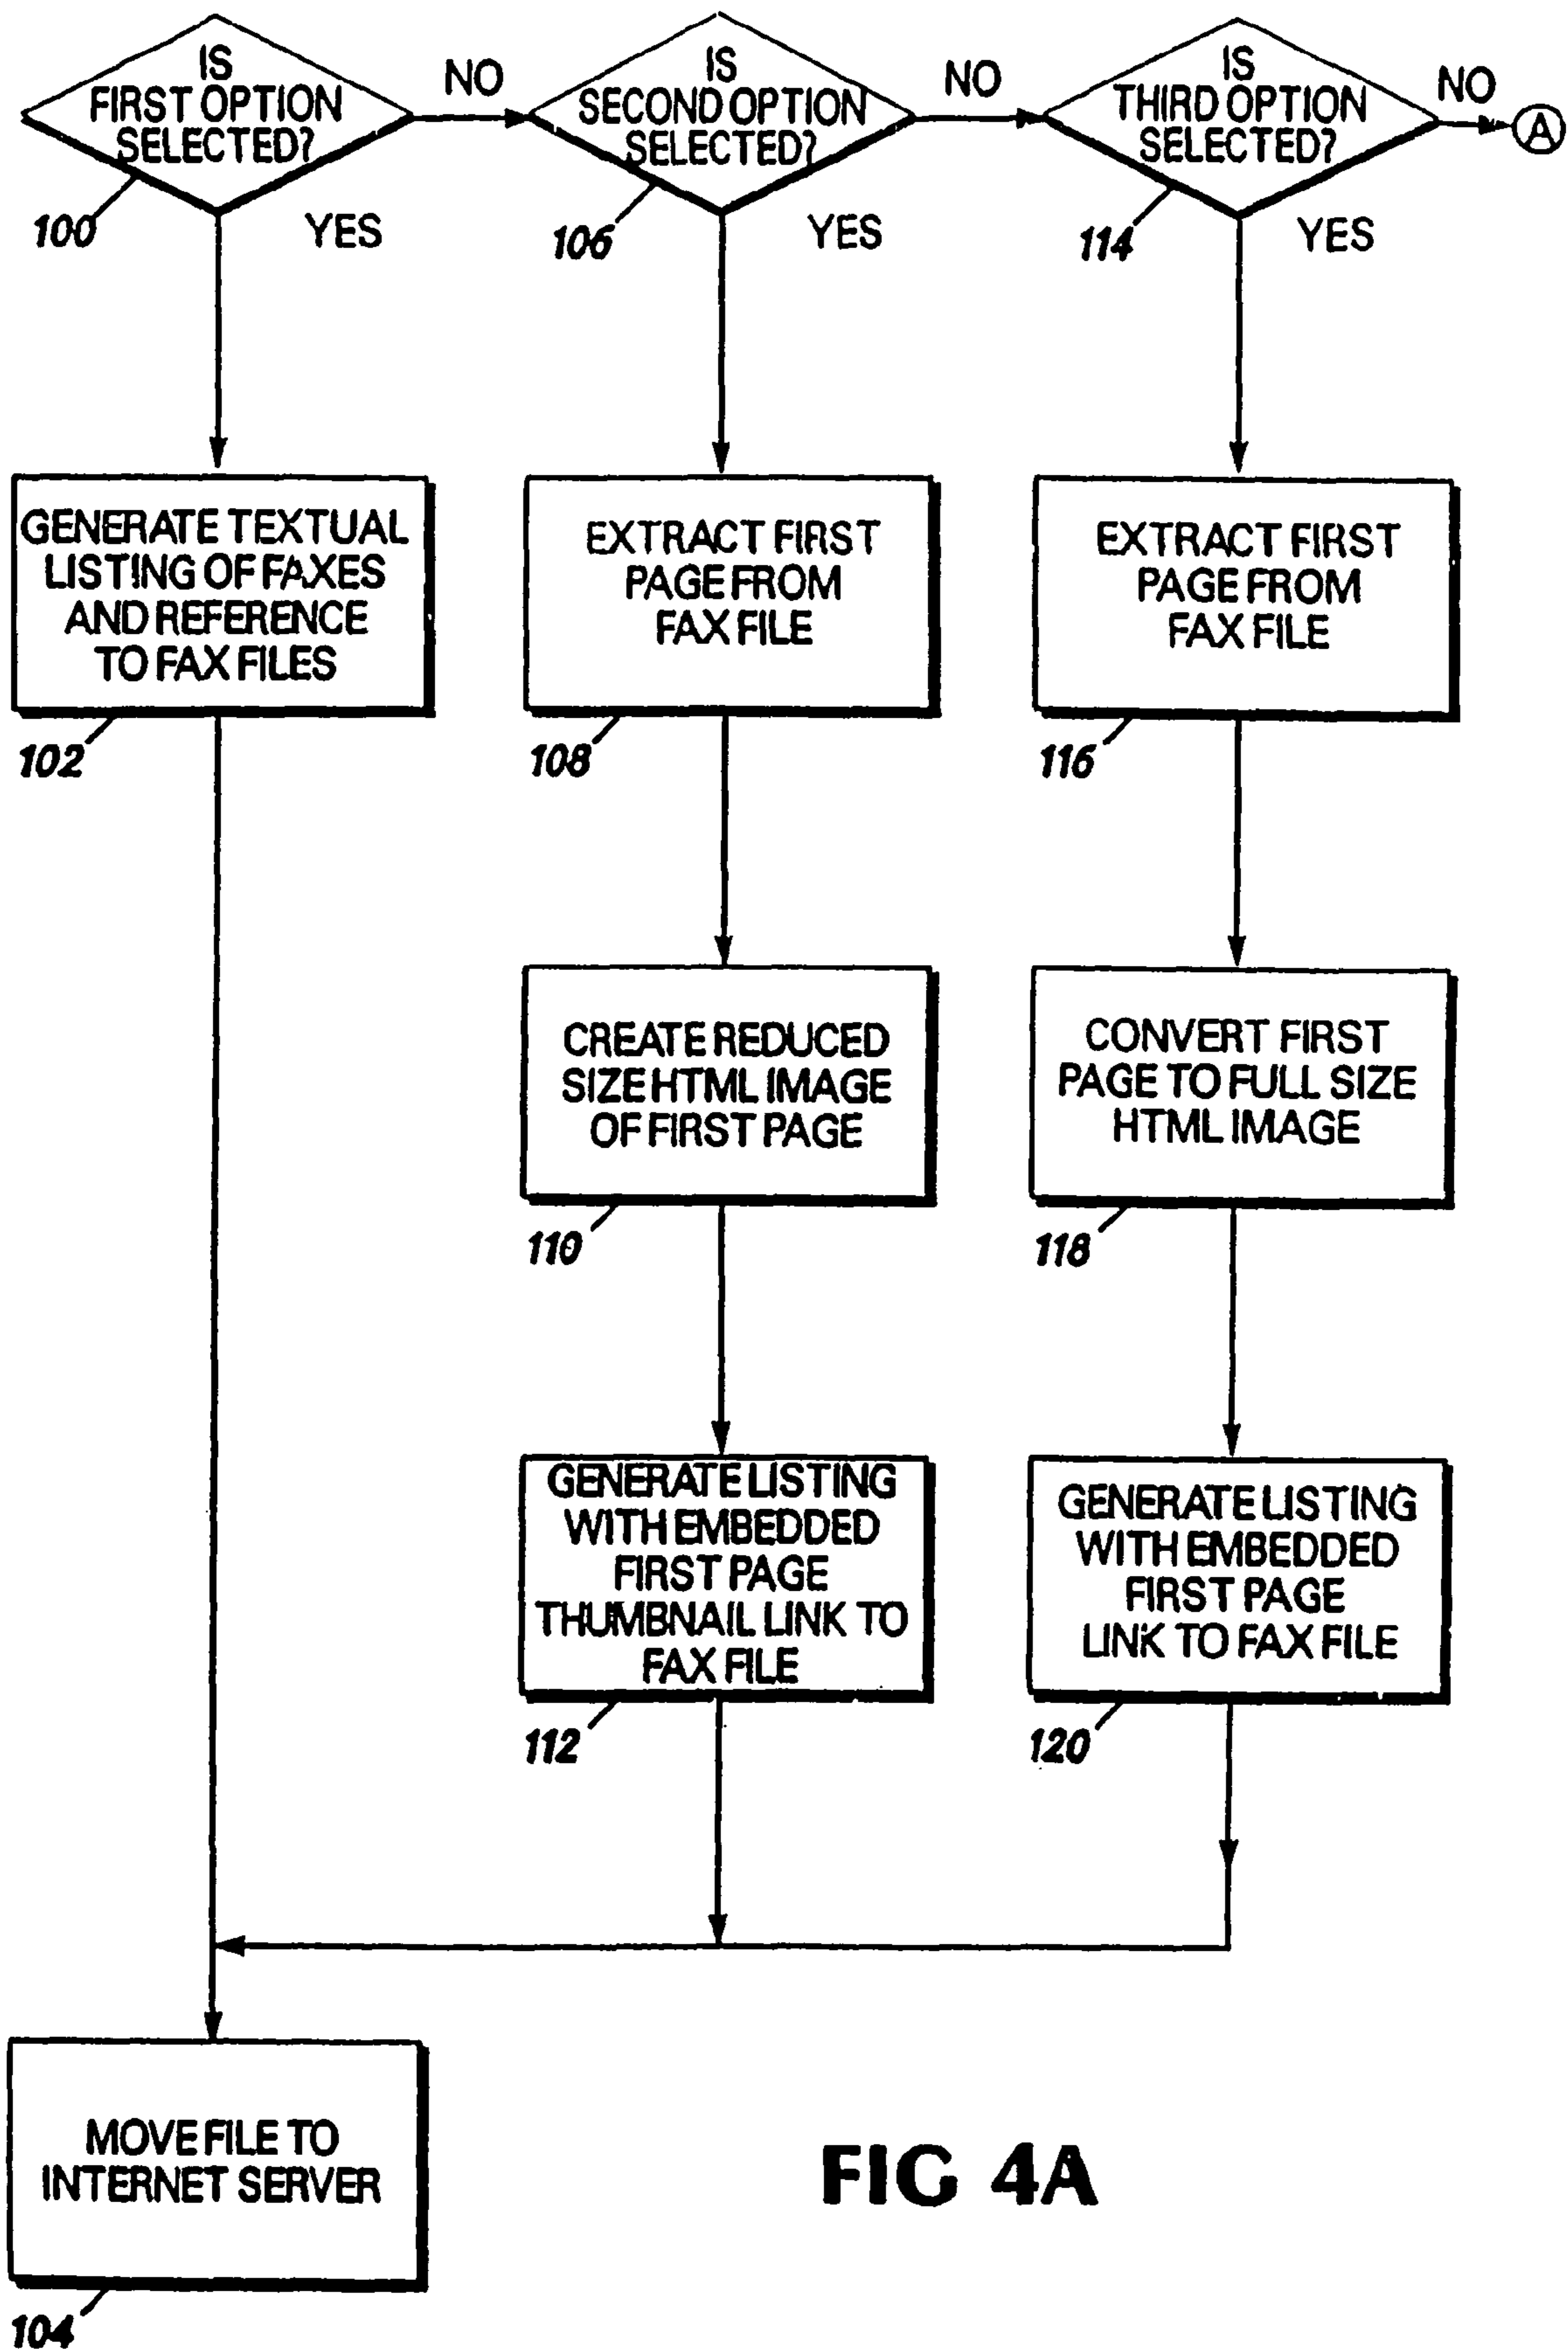 IS
FIRST OPTION
SELECTED?
NO
100
YES
IS
SECOND OPTION
SELECTED?
NO
106
YES
IS
THIRD OPTION
SELECTED?
NO
A
114
YES
GENERATE TEXTUAL
LISTING OF FAXES
AND REFERENCE
TO FAX FILES
102
EXTRACT FIRST
PAGE FROM
FAX FILE
108
EXTRACT FIRST
PAGE FROM
FAX FILE
116
CREATE REDUCED
SIZE HTML IMAGE
OF FIRST PAGE
110
CONVERT FIRST
PAGE TO FULL SIZE
HTML IMAGE
118
GENERATE LISTING
WITH EMBEDDED
FIRST PAGE
THUMBNAIL LINK TO
FAX FILE
112
GENERATE LISTING
WITH EMBEDDED
FIRST PAGE
LINK TO FAX FILE
120
MOVE FILE TO
INTERNET SERVER
104
FIG 4A